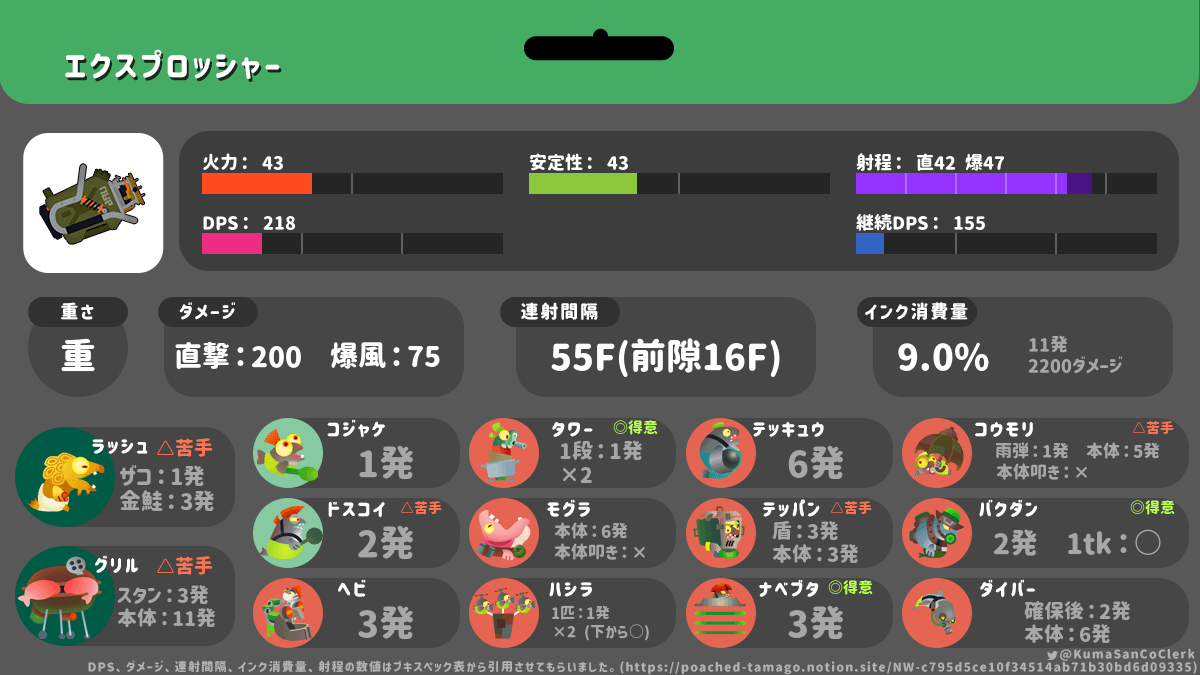 エクスプロッシャー
火力： 43
安定性： 43
射程： 直42 爆47
DPS： 218
継続DPS： 155
重さ
重
ダメージ
直撃：200 爆風：75
連射間隔
55F(前隙16F)
インク消費量
9.0%
11発
2200ダメージ
ラッシュ △苦手
ザコ：1発
金鮭：3発
グリル △苦手
スタン：3発
本体：11発
コジャケ
1発
タワー ◎得意
1段：1発
×2
テッキュウ
6発
コウモリ △苦手
雨弾：1発 本体：5発
本体叩き：×
ドスコイ △苦手
2発
モグラ
本体：6発
本体叩き：×
テッパン △苦手
盾：3発
本体：3発
バクダン ◎得意
2発 1tk：○
ヘビ
3発
ハシラ
1匹：1発
×2 (下から○)
ナベブタ ◎得意
3発
ダイバー
確保後：2発
本体：6発
@KumaSanCoClerk
DPS、ダメージ、連射間隔、インク消費量、射程の数値はブキスペック表から引用させてもらいました。(https://poached-tamago.notion.site/NW-c795d5ce10f34514ab71b30bd6d09335)